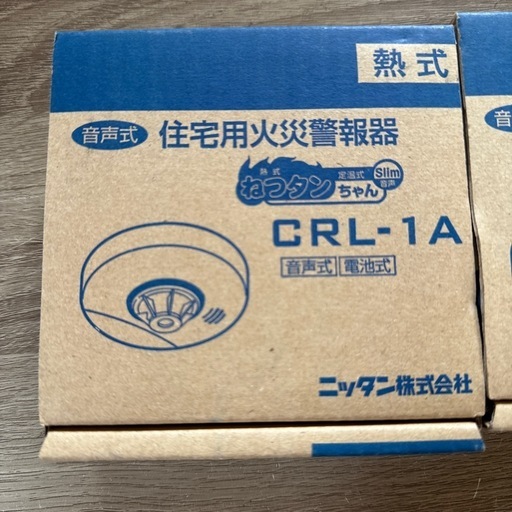 熱式
音声式 住宅用火災警報器
熱式 定温式
ねつタンちゃん Slim 音声
CRL-1A
音声式 電池式
ニッタン株式会社
音